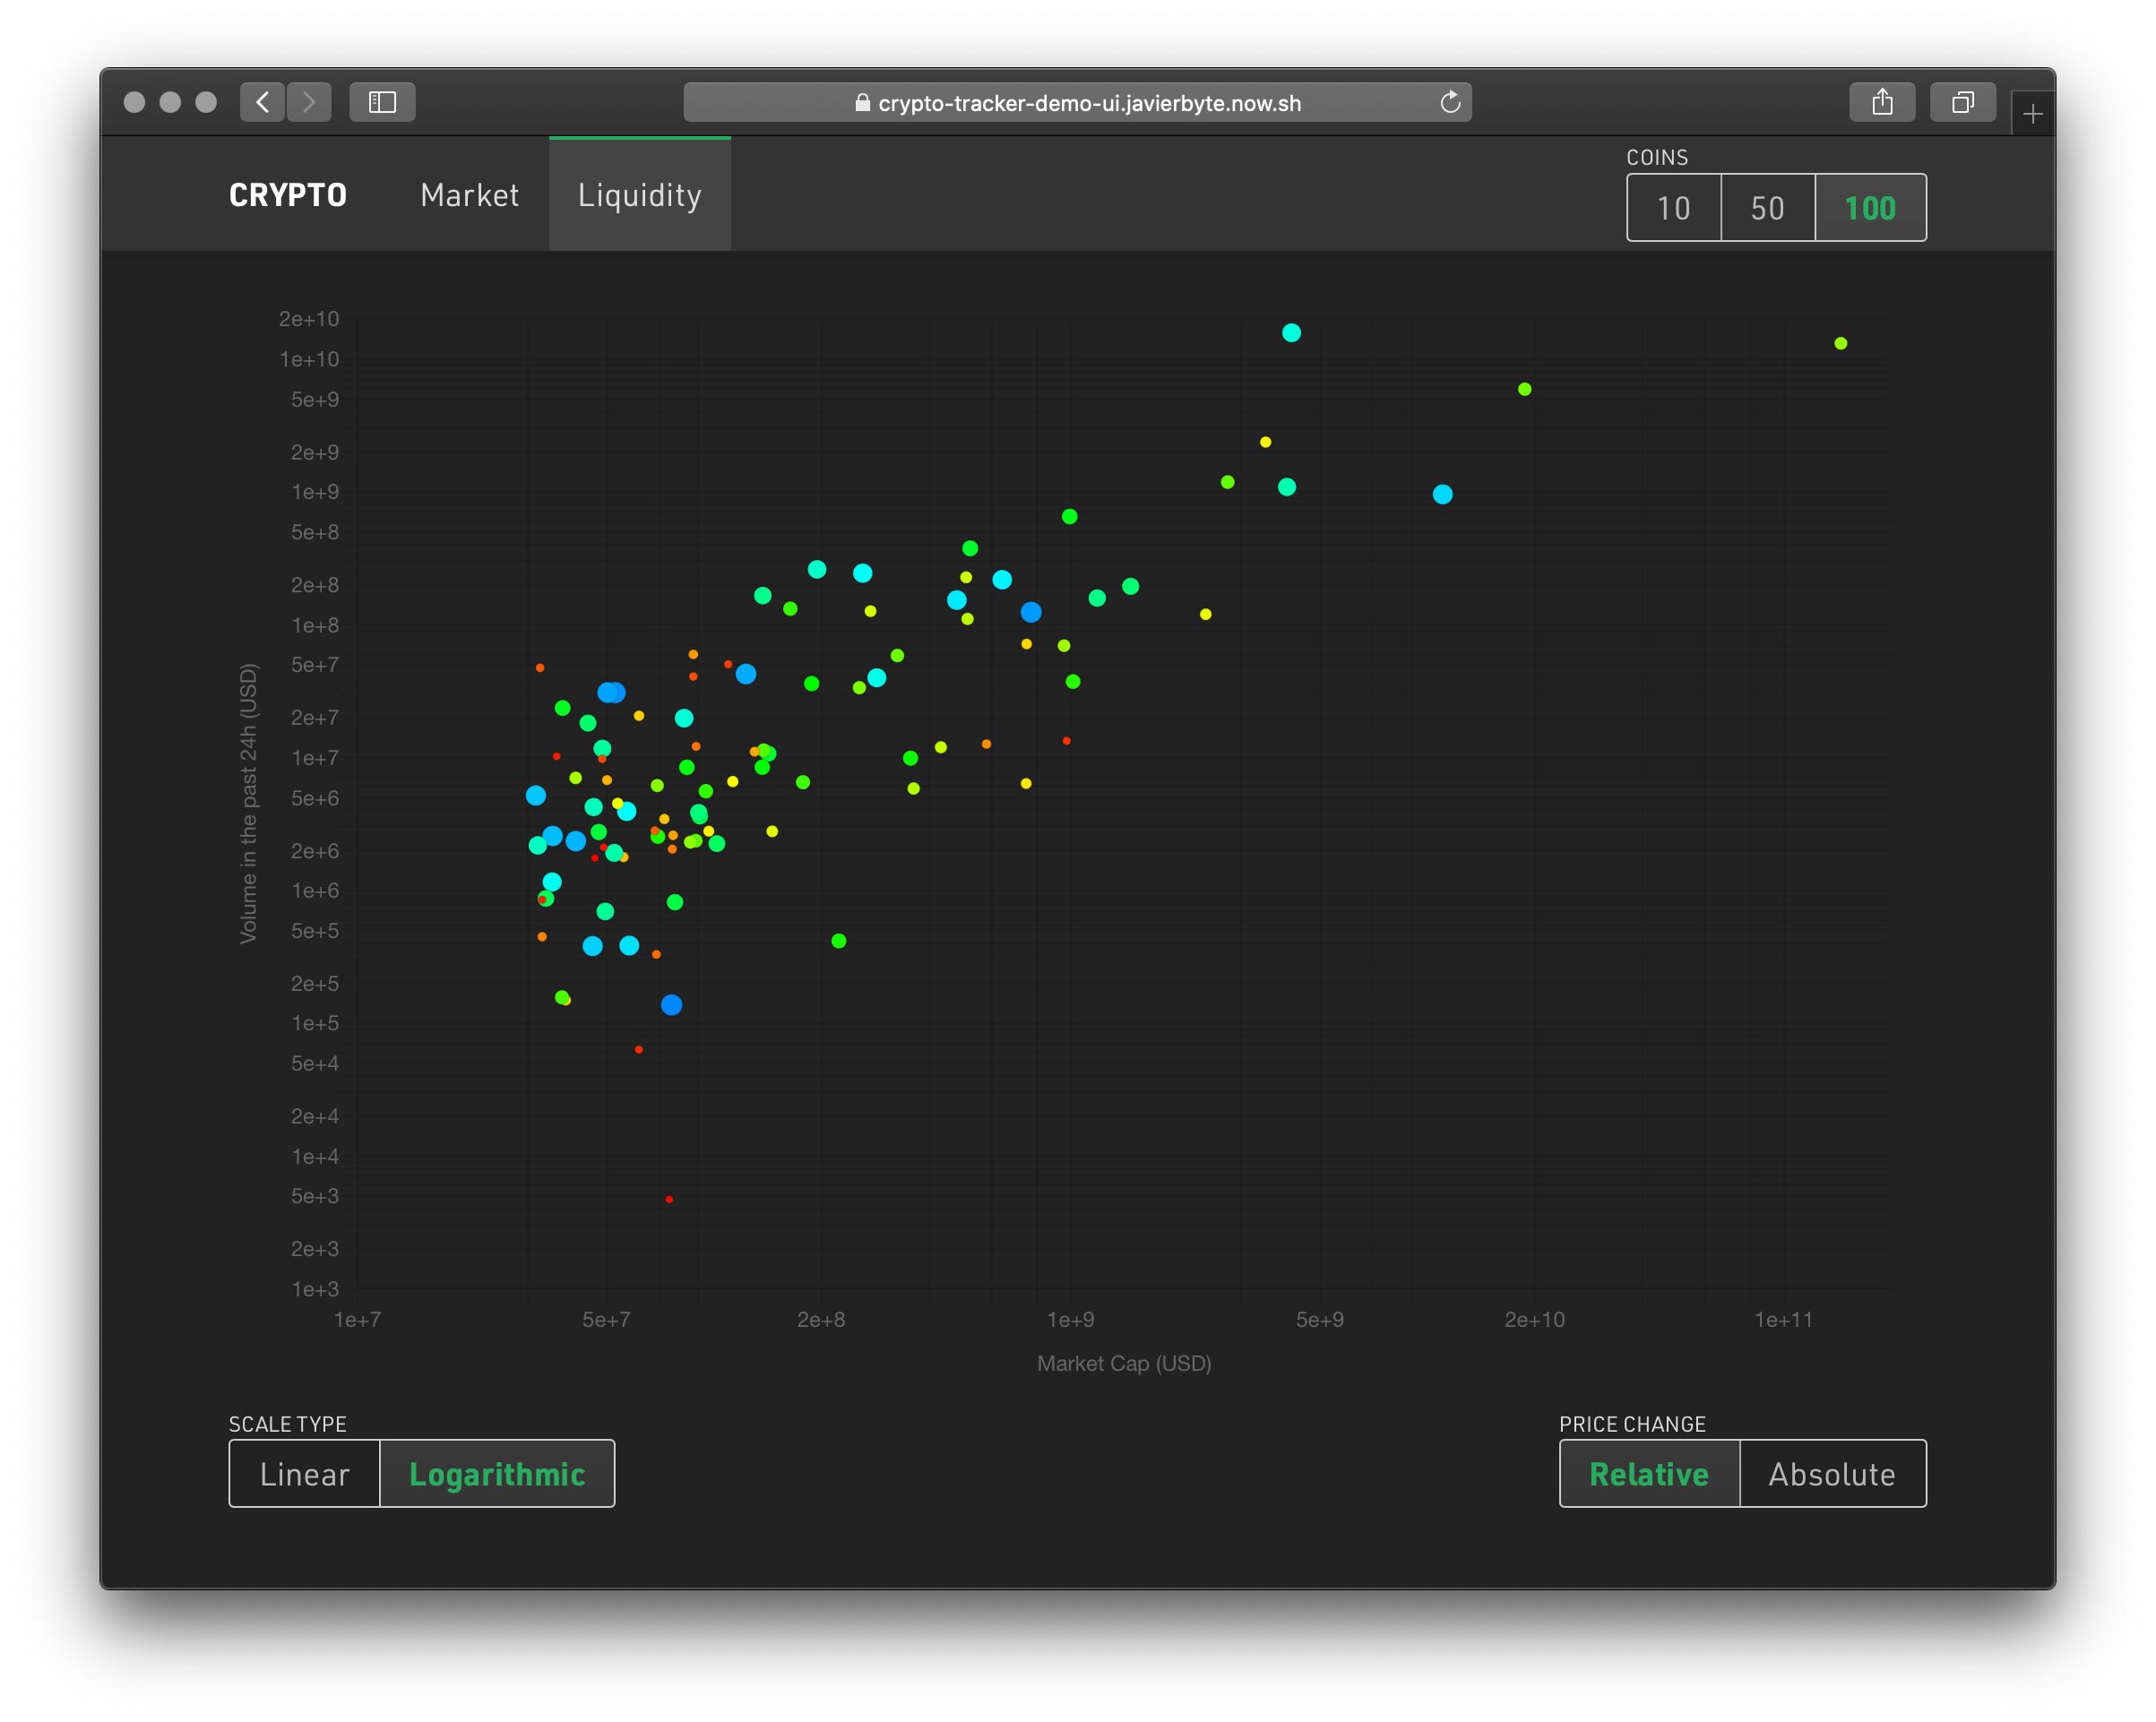 crypto-tracker-demo-ui.javierbyte.now.sh
CRYPTO Market Liquidity
COINS
10 50 100
2e+10
1e+10
5e+9
2e+9
1e+9
5e+8
2e+8
1e+8
5e+7
2e+7
1e+7
5e+6
2e+6
1e+6
5e+5
2e+5
1e+5
5e+4
2e+4
1e+4
5e+3
2e+3
1e+3
Volume in the past 24h (USD)
1e+7 5e+7 2e+8 1e+9 5e+9 2e+10 1e+11
Market Cap (USD)
SCALE TYPE
Linear Logarithmic
PRICE CHANGE
Relative Absolute